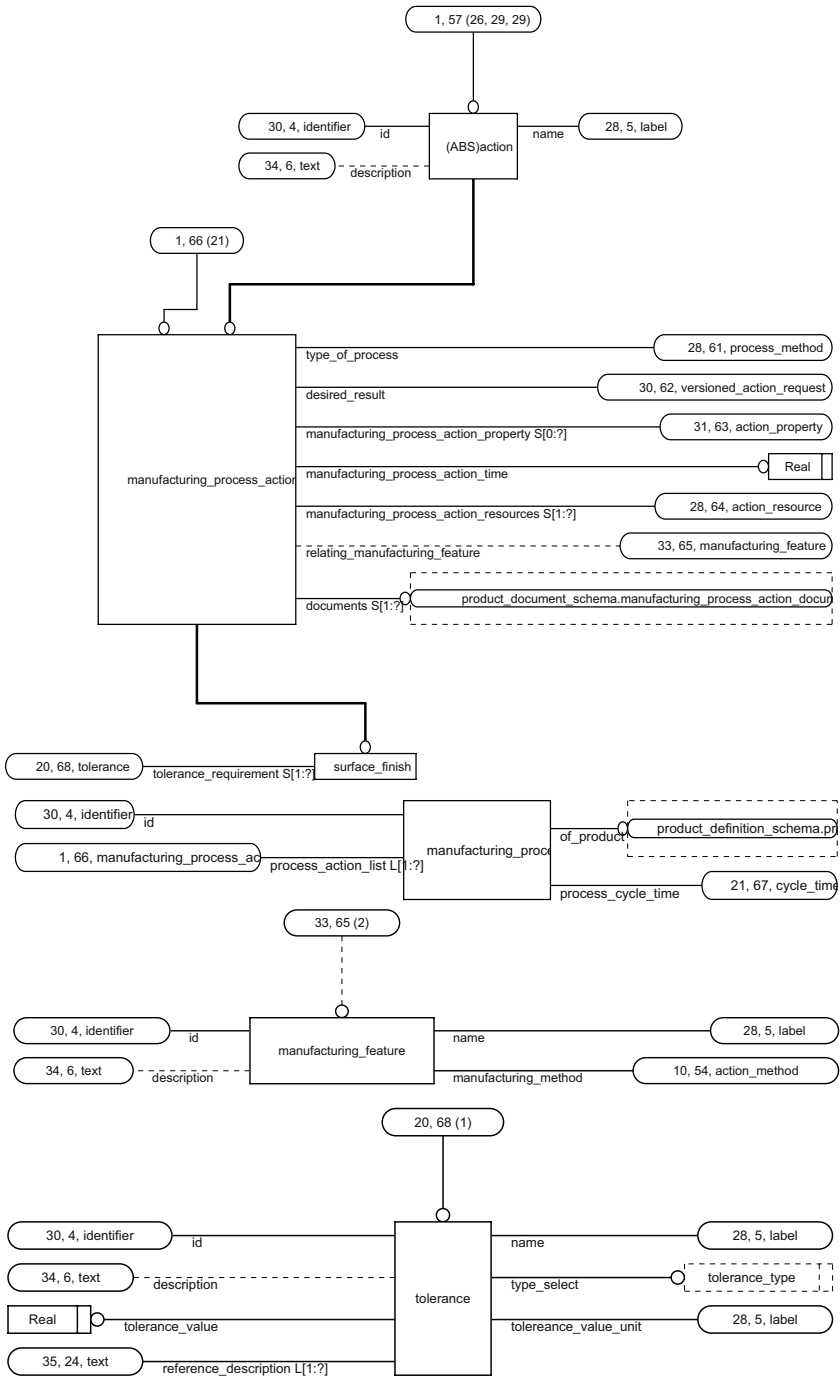 1, 57 (26, 29, 29)
30, 4, identifier
id
(ABS)action
name
28, 5, label
34, 6, text
description
1, 66 (21)
manufacturing_process_action
type_of_process
28, 61, process_method
desired_result
30, 62, versioned_action_request
manufacturing_process_action_property S[0:?]
31, 63, action_property
manufacturing_process_action_time
Real
manufacturing_process_action_resources S[1:?]
28, 64, action_resource
relating_manufacturing_feature
33, 65, manufacturing_feature
documents S[1:?]
product_document_schema.manufacturing_process_action_docun
20, 68, tolerance
tolerance_requirement S[1:?]
surface_finish
30, 4, identifier
id
manufacturing_proce
of_product
product_definition_schema.pr
1, 66, manufacturing_process_ac
process_action_list L[1:?]
process_cycle_time
21, 67, cycle_time
33, 65 (2)
30, 4, identifier
id
manufacturing_feature
name
28, 5, label
34, 6, text
description
manufacturing_method
10, 54, action_method
20, 68 (1)
30, 4, identifier
id
name
28, 5, label
34, 6, text
description
tolerance
type_select
tolerance_type
Real
tolerance_value
tolereance_value_unit
28, 5, label
35, 24, text
reference_description L[1:?]